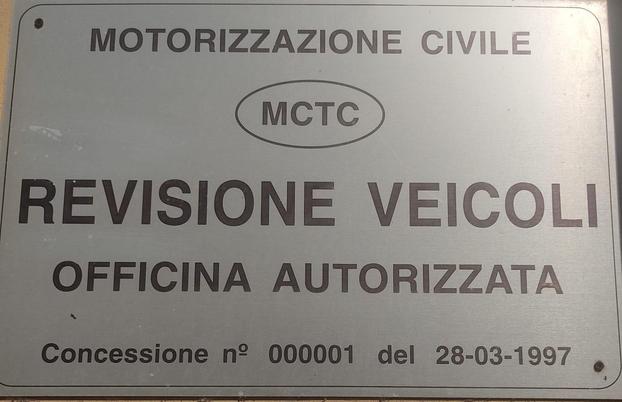 MOTORIZZAZIONE CIVILE
MCTC
REVISIONE VEICOLI
OFFICINA AUTORIZZATA
Concessione nº 000001 del 28-03-1997